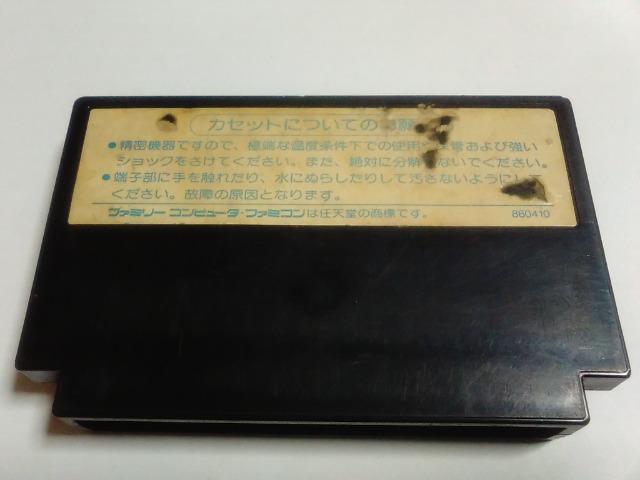 カセットについての 願
●精密機器ですので、極端な温度条件下での使用 保管および強い
ショックをさけてください。また、絶対に分解 ないでください。
●端子部に手を触れたり、水にぬらしたりして汚さないようにして
ください。故障の原因となります。
ファミリーコンピュータ・ファミコンは任天堂の商標です。
860410